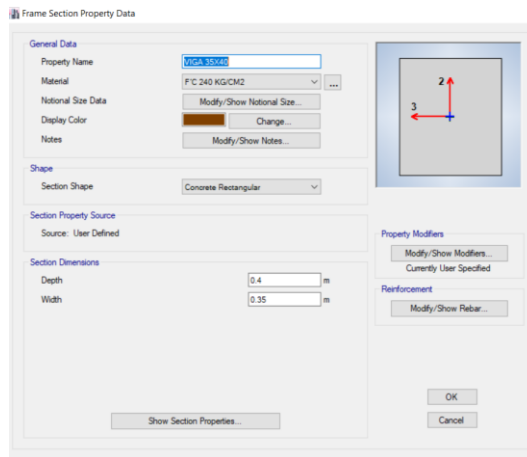 Frame Section Property Data
General Data
Property Name VIGA 35X40
Material F'C 240 KG/CM2 ...
Notional Size Data Modify/Show Notional Size...
Display Color Change...
Notes Modify/Show Notes...
Shape
Section Shape Concrete Rectangular
Section Property Source
Source: User Defined
Section Dimensions
Depth 0.4 m
Width 0.35 m
Show Section Properties...
2
3
Property Modifiers
Modify/Show Modifiers...
Currently User Specified
Reinforcement
Modify/Show Rebar...
OK
Cancel